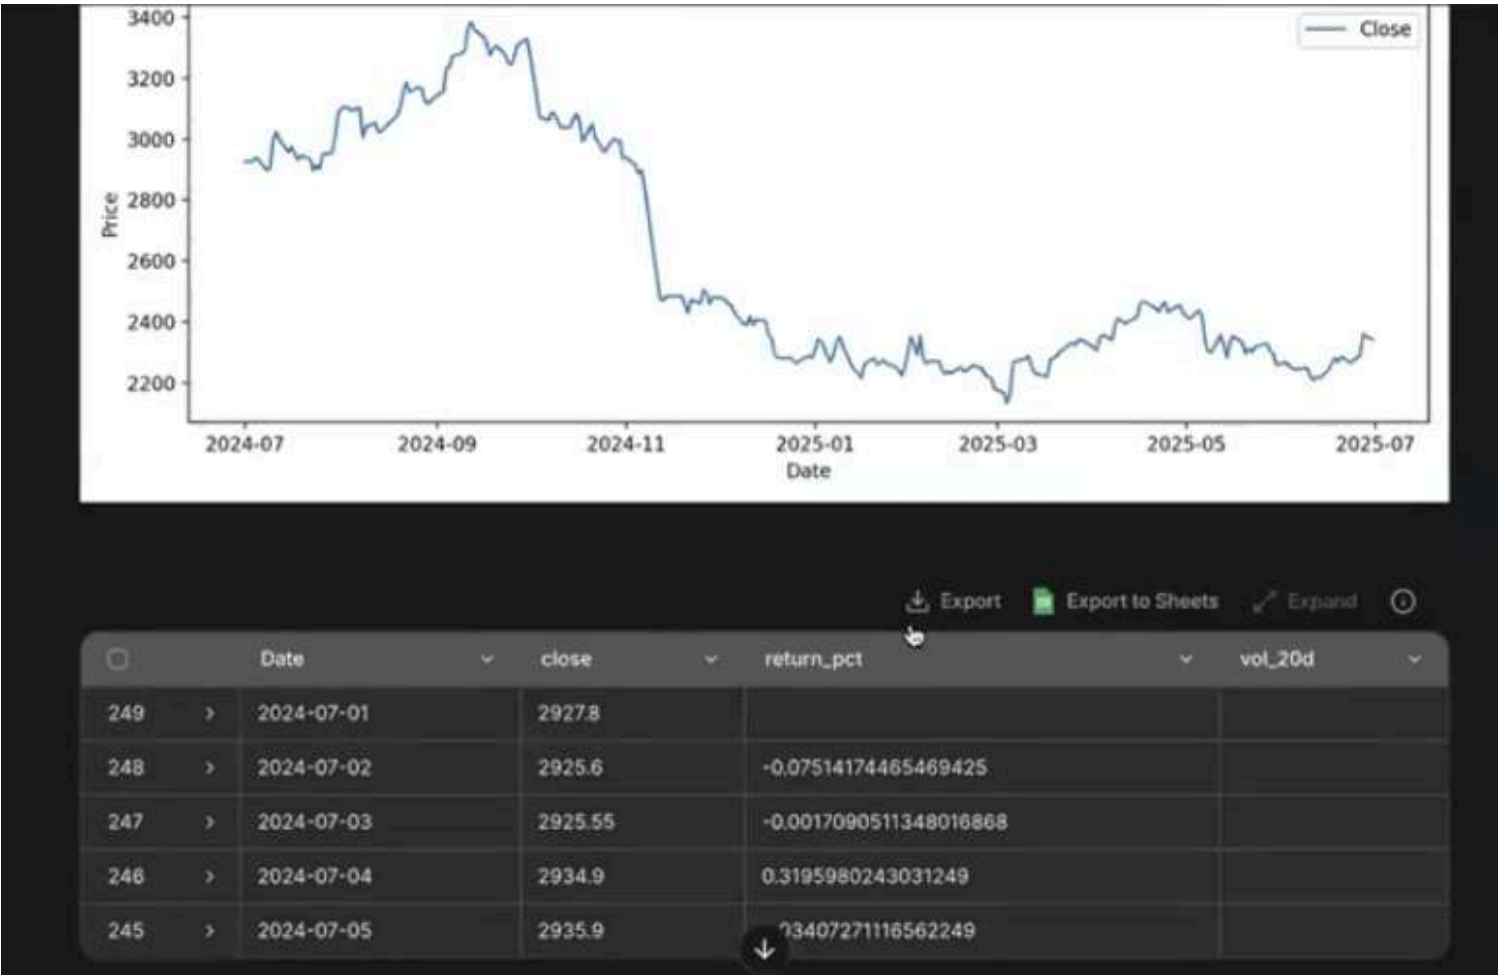 3400
Close
3200
3000
2800
2600
2400
2200
Price
2024-07 2024-09 2024-11 2025-01 2025-03 2025-05 2025-07
Date
Export Export to Sheets Expand
Date close return_pct vol_20d
249 2024-07-01 2927.8
248 2024-07-02 2925.6 -0.07514174465469425
247 2024-07-03 2925.55 -0.0017090511348016868
246 2024-07-04 2934.9 0.3195980243031249
245 2024-07-05 2935.9 03407271116562249